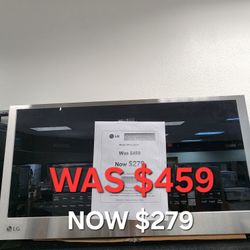 LG
Was $459
Now $279
WAS $459
NOW $279
LG